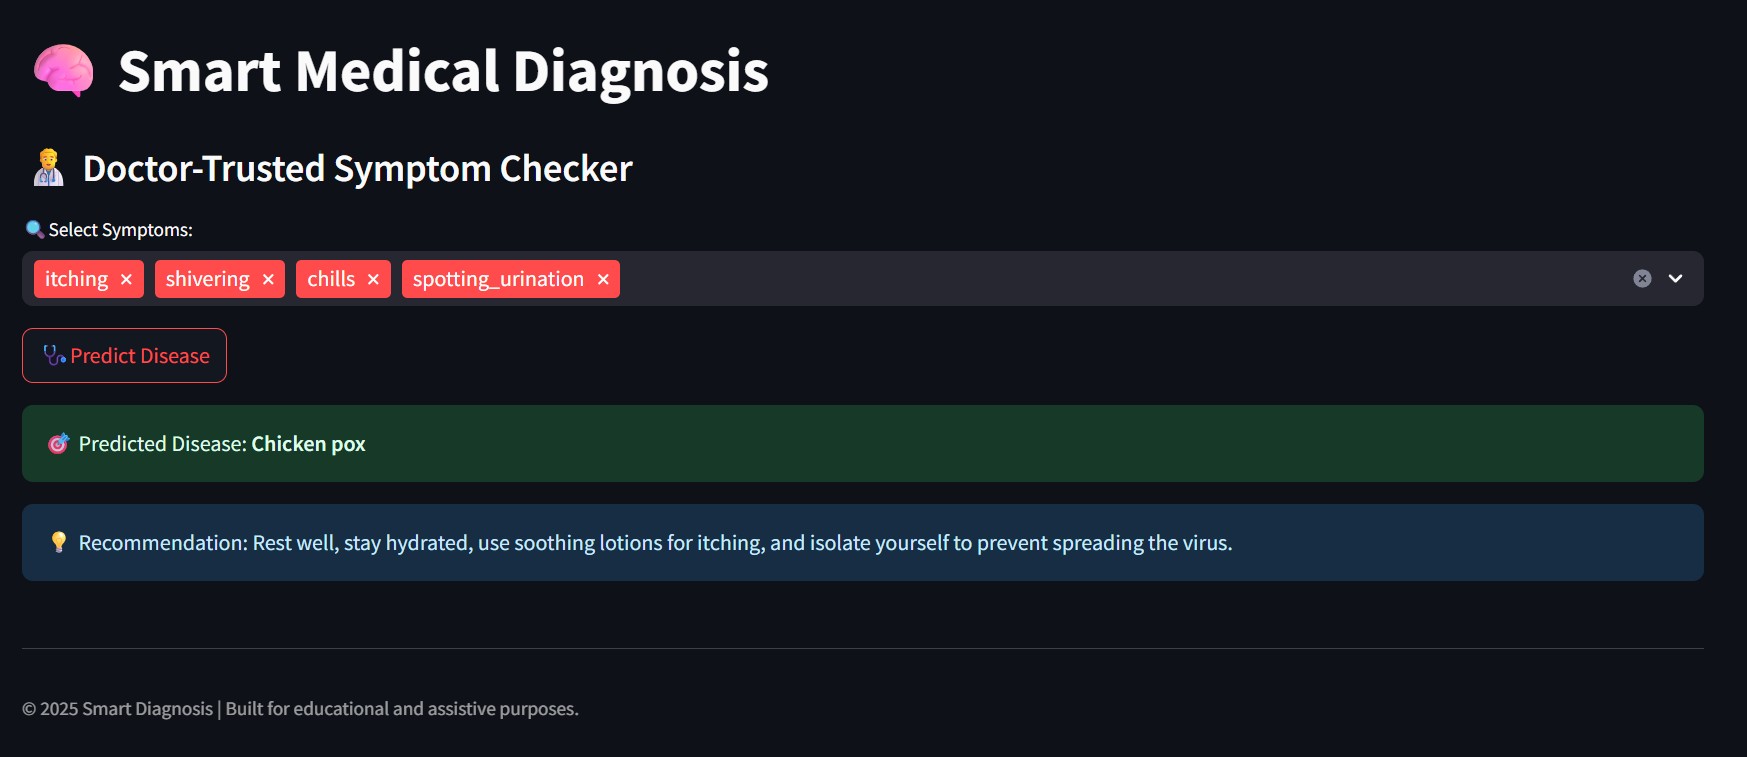 Smart Medical Diagnosis
Doctor-Trusted Symptom Checker
Select Symptoms:
itching × shivering × chills × spotting_urination ×
Predict Disease
Predicted Disease: Chicken pox
Recommendation: Rest well, stay hydrated, use soothing lotions for itching, and isolate yourself to prevent spreading the virus.
© 2025 Smart Diagnosis | Built for educational and assistive purposes.